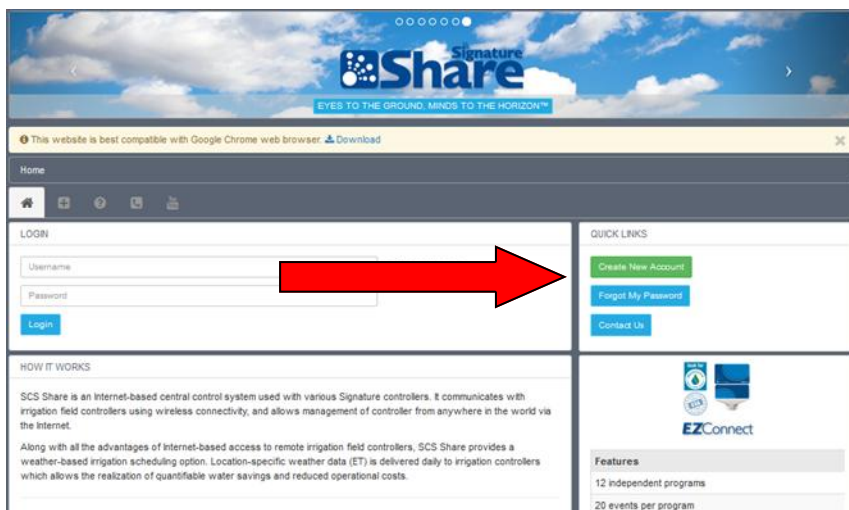 Signature
Share
EYES TO THE GROUND, MINDS TO THE HORIZON™
This website is best compatible with Google Chrome web browser. Download
Home
LOGIN
Username
Password
Login
QUICK LINKS
Create New Account
Forgot My Password
Contact Us
HOW IT WORKS
SCS Share is an Internet-based central control system used with various Signature controllers. It communicates with
irrigation field controllers using wireless connectivity, and allows management of controller from anywhere in the world via
the Internet.
Along with all the advantages of Internet-based access to remote irrigation field controllers, SCS Share provides a
weather-based irrigation scheduling option. Location-specific weather data (ET) is delivered daily to irrigation controllers
which allows the realization of quantifiable water savings and reduced operational costs.
EZConnect
Features
12 independent programs
20 events per program